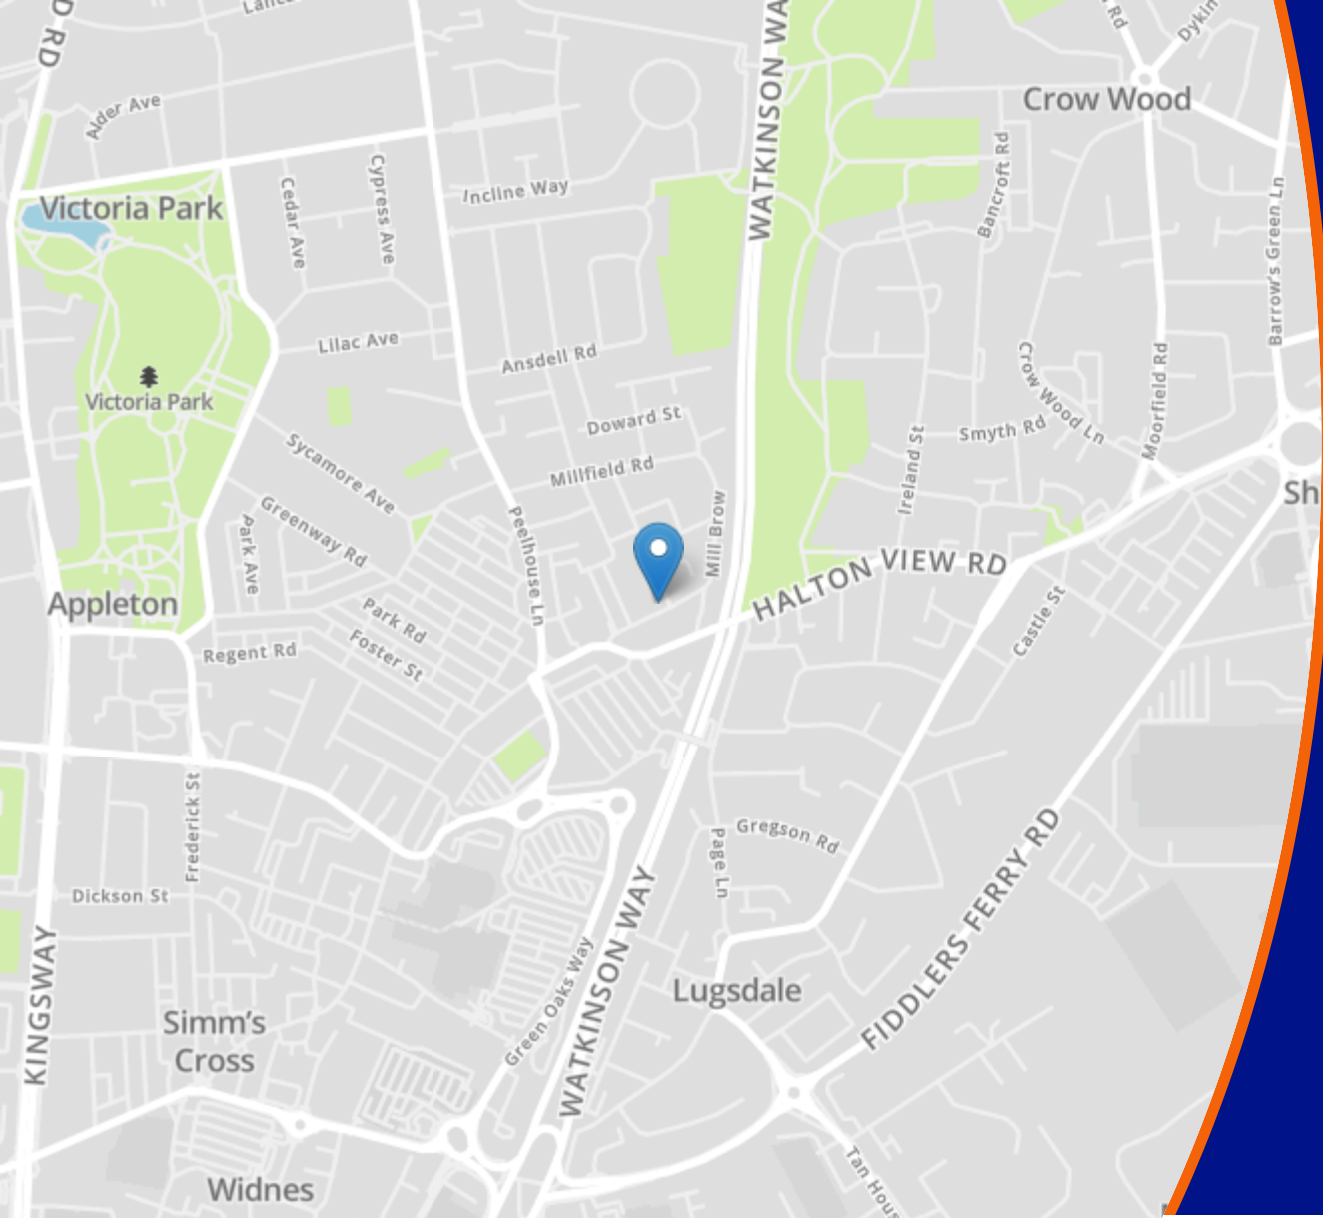 WATKINSON WA
Alder Ave
Crow Wood
Cypress Ave
Cedar Ave
Incline Way
Bancroft Rd
Victoria Park
Barrow's Green Ln
Lilac Ave
Ansdell Rd
Crow Wood Ln
Moorfield Rd
Victoria Park
Doward St
Smyth Rd
Ireland St
Sycamore Ave
Millfield Rd
Sh
Greenway Rd
Park Ave
Peelhouse Ln
Mill Brow
HALTON VIEW RD
Appleton
Park Rd
Castle St
Regent Rd
Foster St
Frederick St
Gregson Rd
Page Ln
FIDDLERS FERRY RD
Dickson St
KINGSWAY
Green Oaks Way
WATKINSON WAY
Lugsdale
Simm's
Cross
Tan Hous
Widnes